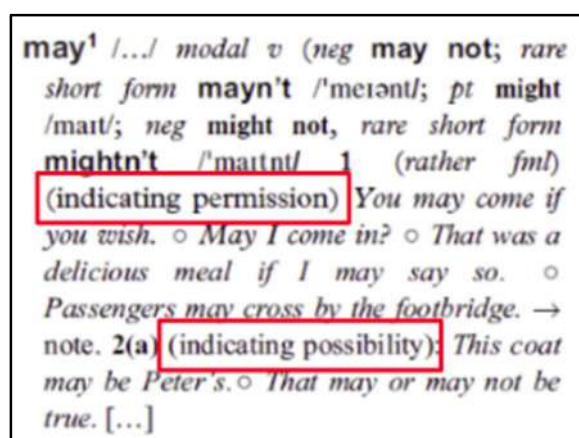 may¹ /.../ modal v (neg may not; rare
short form mayn't /'meɪənt/; pt might
/maɪt/; neg might not, rare short form
mightn't /'maɪtnt/ 1 (rather fml)
(indicating permission) You may come if
you wish. ○ May I come in? ○ That was a
delicious meal if I may say so. ○
Passengers may cross by the footbridge. →
note. 2(a) (indicating possibility): This coat
may be Peter's. ○ That may or may not be
true. [...]